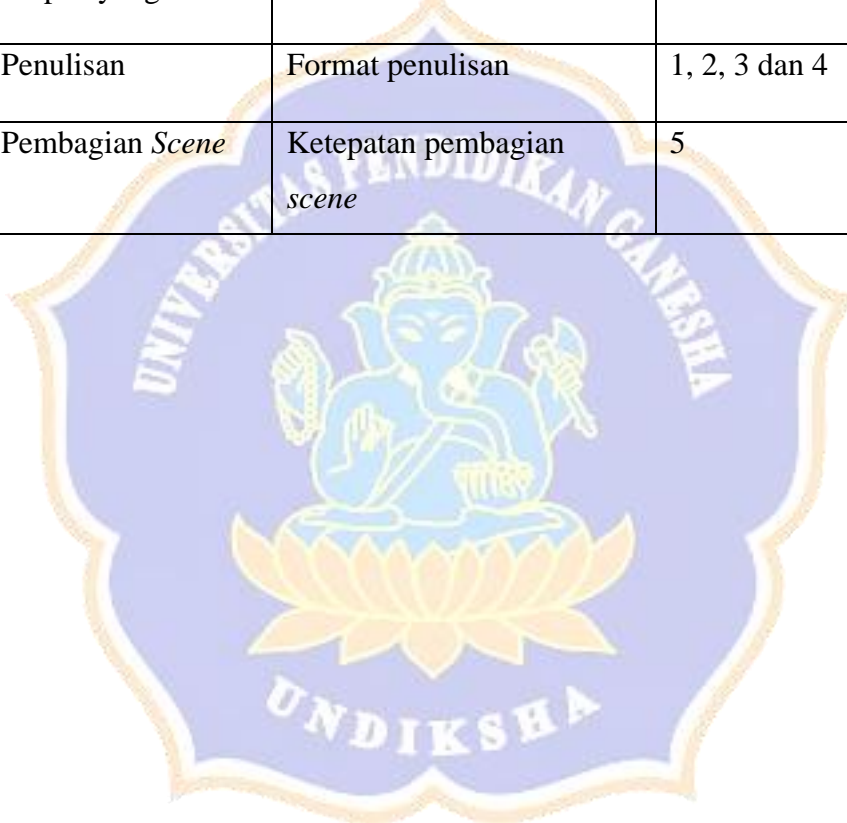 Penulisan Format penulisan 1, 2, 3 dan 4
Pembagian Scene Ketepatan pembagian 5
scene
UNIVERSITAS PENDIDIKAN GANESHA
UNDIKSHA